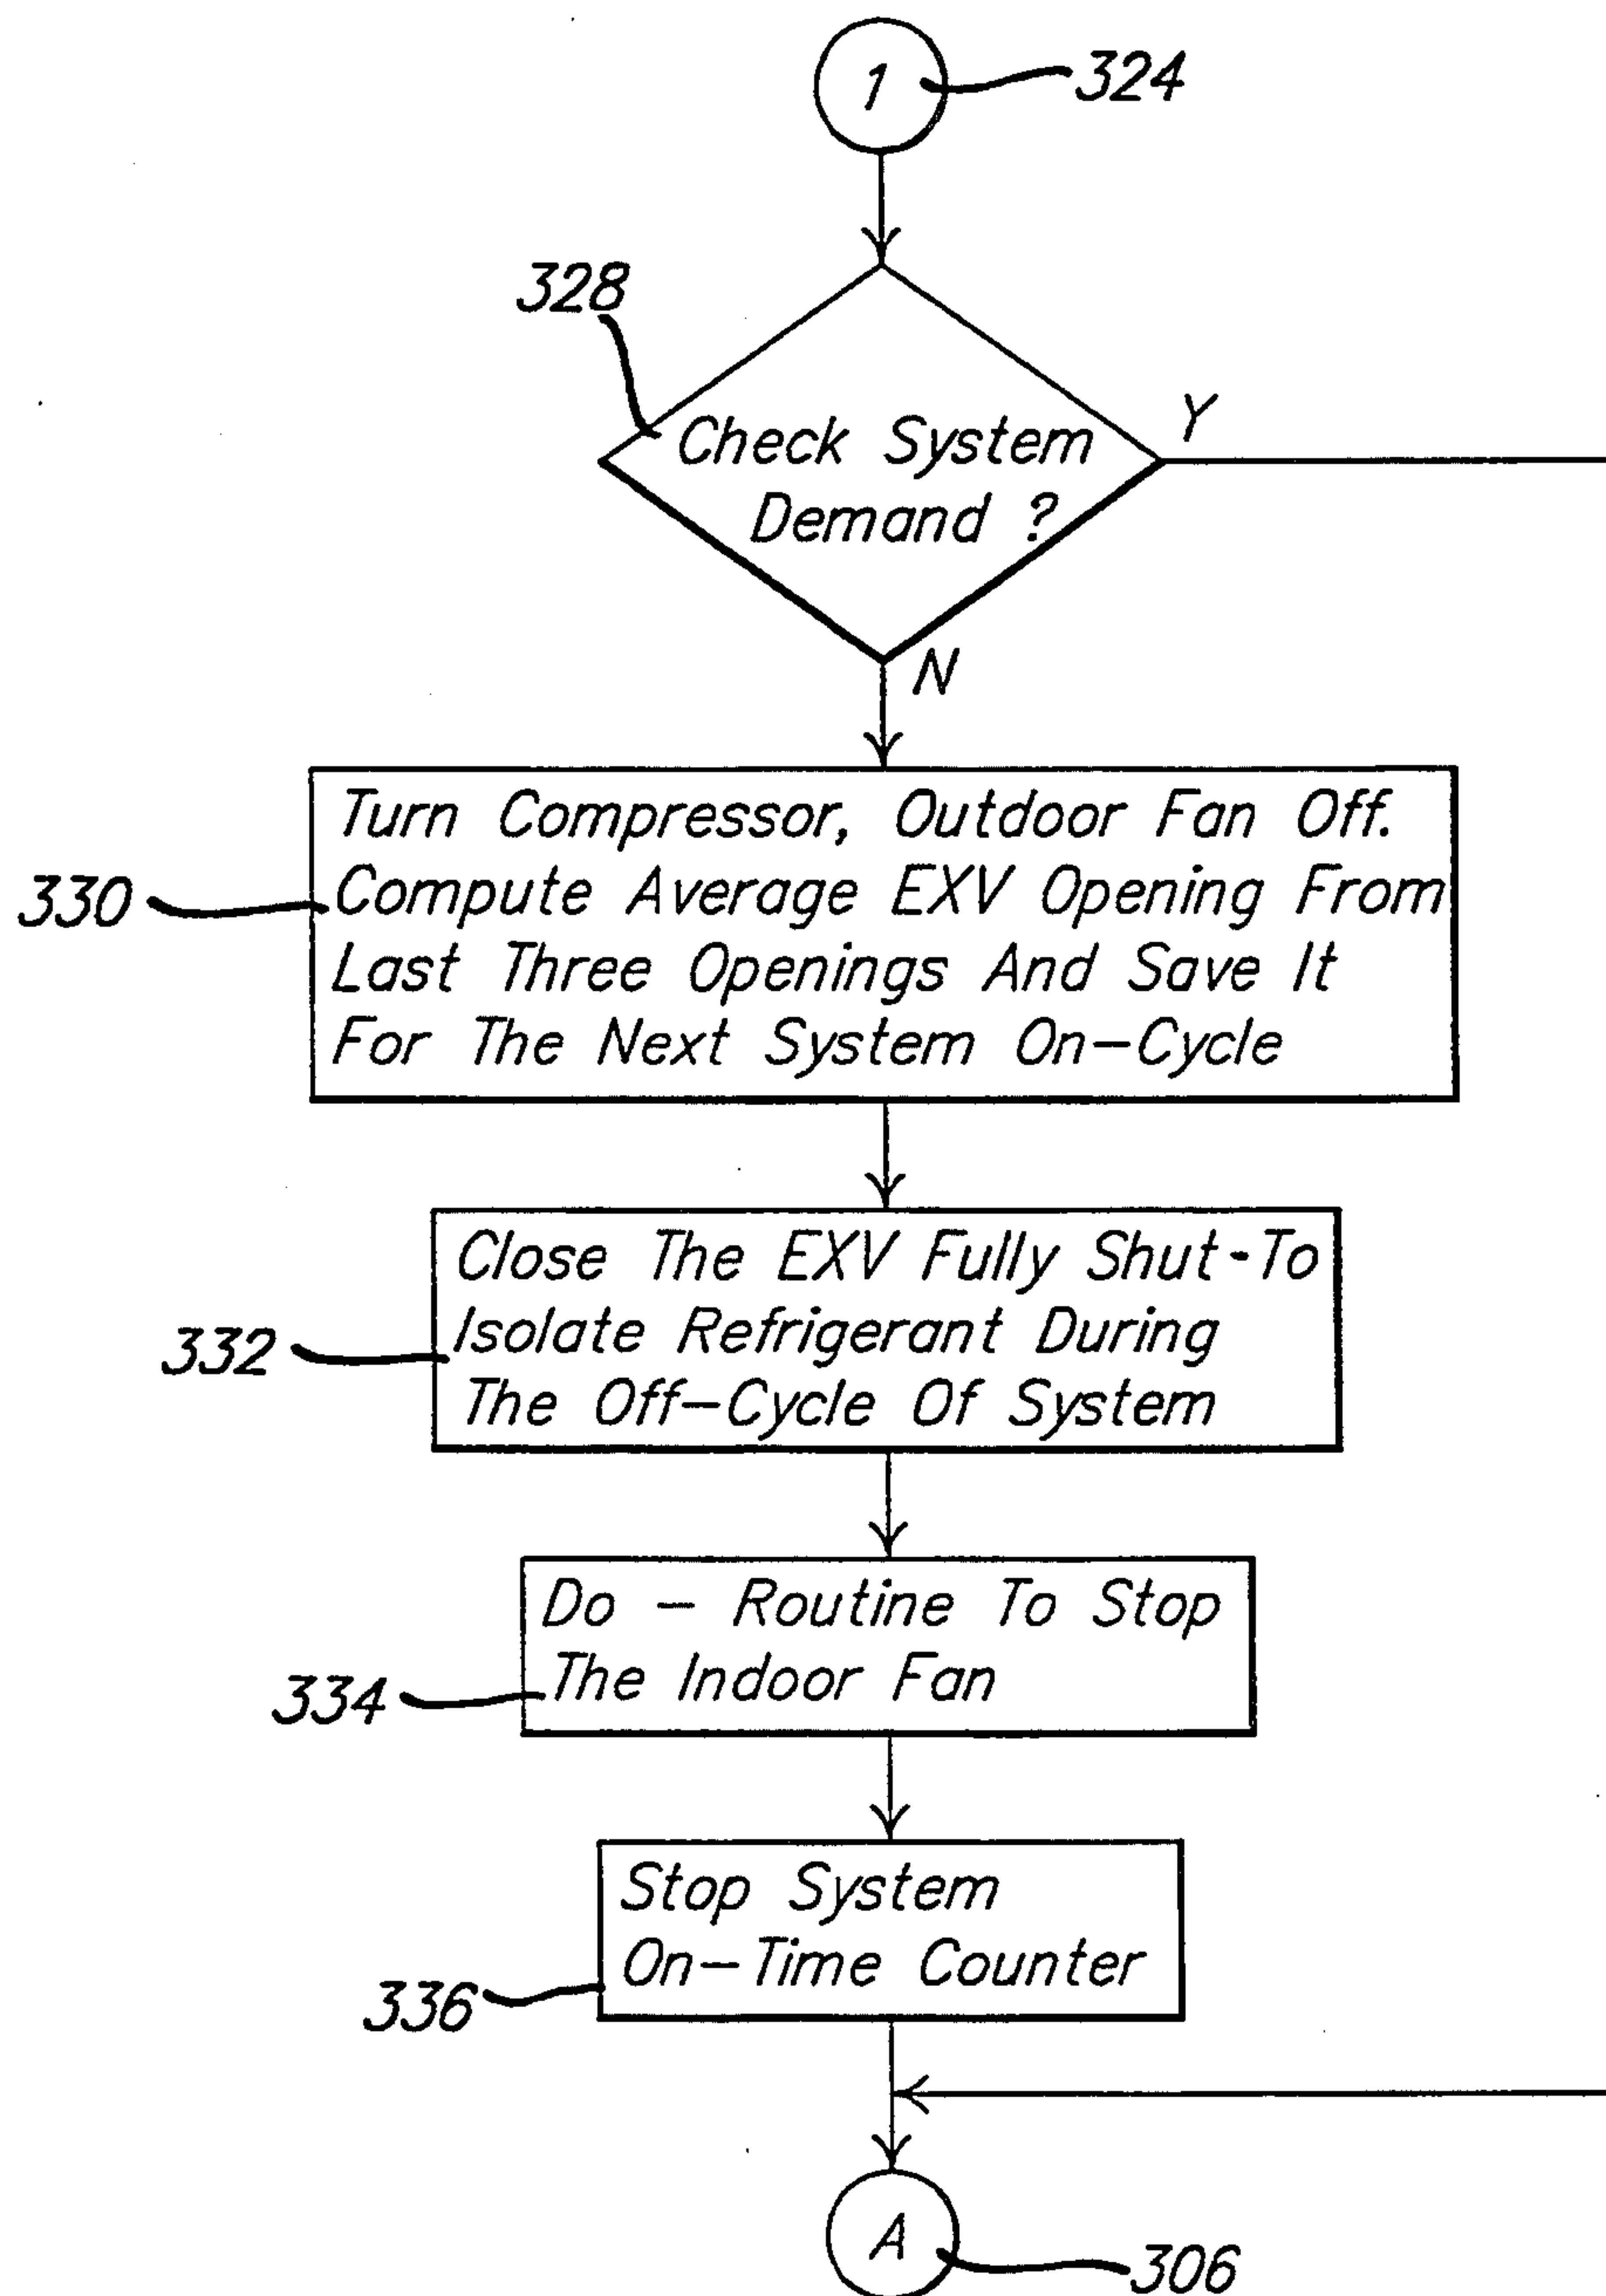 1
324
328
Check System
Demand ?
Y
N
330
Turn Compressor, Outdoor Fan Off.
Compute Average EXV Opening From
Last Three Openings And Save It
For The Next System On-Cycle
332
Close The EXV Fully Shut-To
Isolate Refrigerant During
The Off-Cycle Of System
334
Do - Routine To Stop
The Indoor Fan
336
Stop System
On-Time Counter
A
306